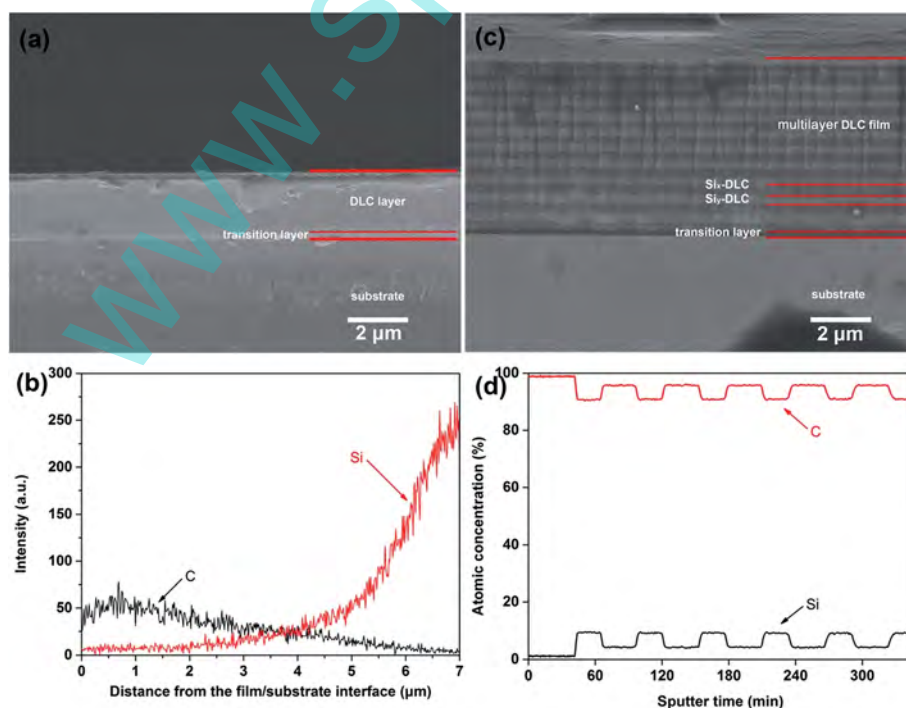 (a)
DLC layer
transition layer
substrate
2 µm
(c)
multilayer DLC film
Siₓ-DLC
Siᵧ-DLC
transition layer
substrate
2 µm
(b)
300
250
200
150
100
50
0
Intensity (a.u.)
Si
C
0 1 2 3 4 5 6 7
Distance from the film/substrate interface (µm)
(d)
100
80
60
40
20
0
Atomic concentration (%)
C
Si
0 60 120 180 240 300
Sputter time (min)